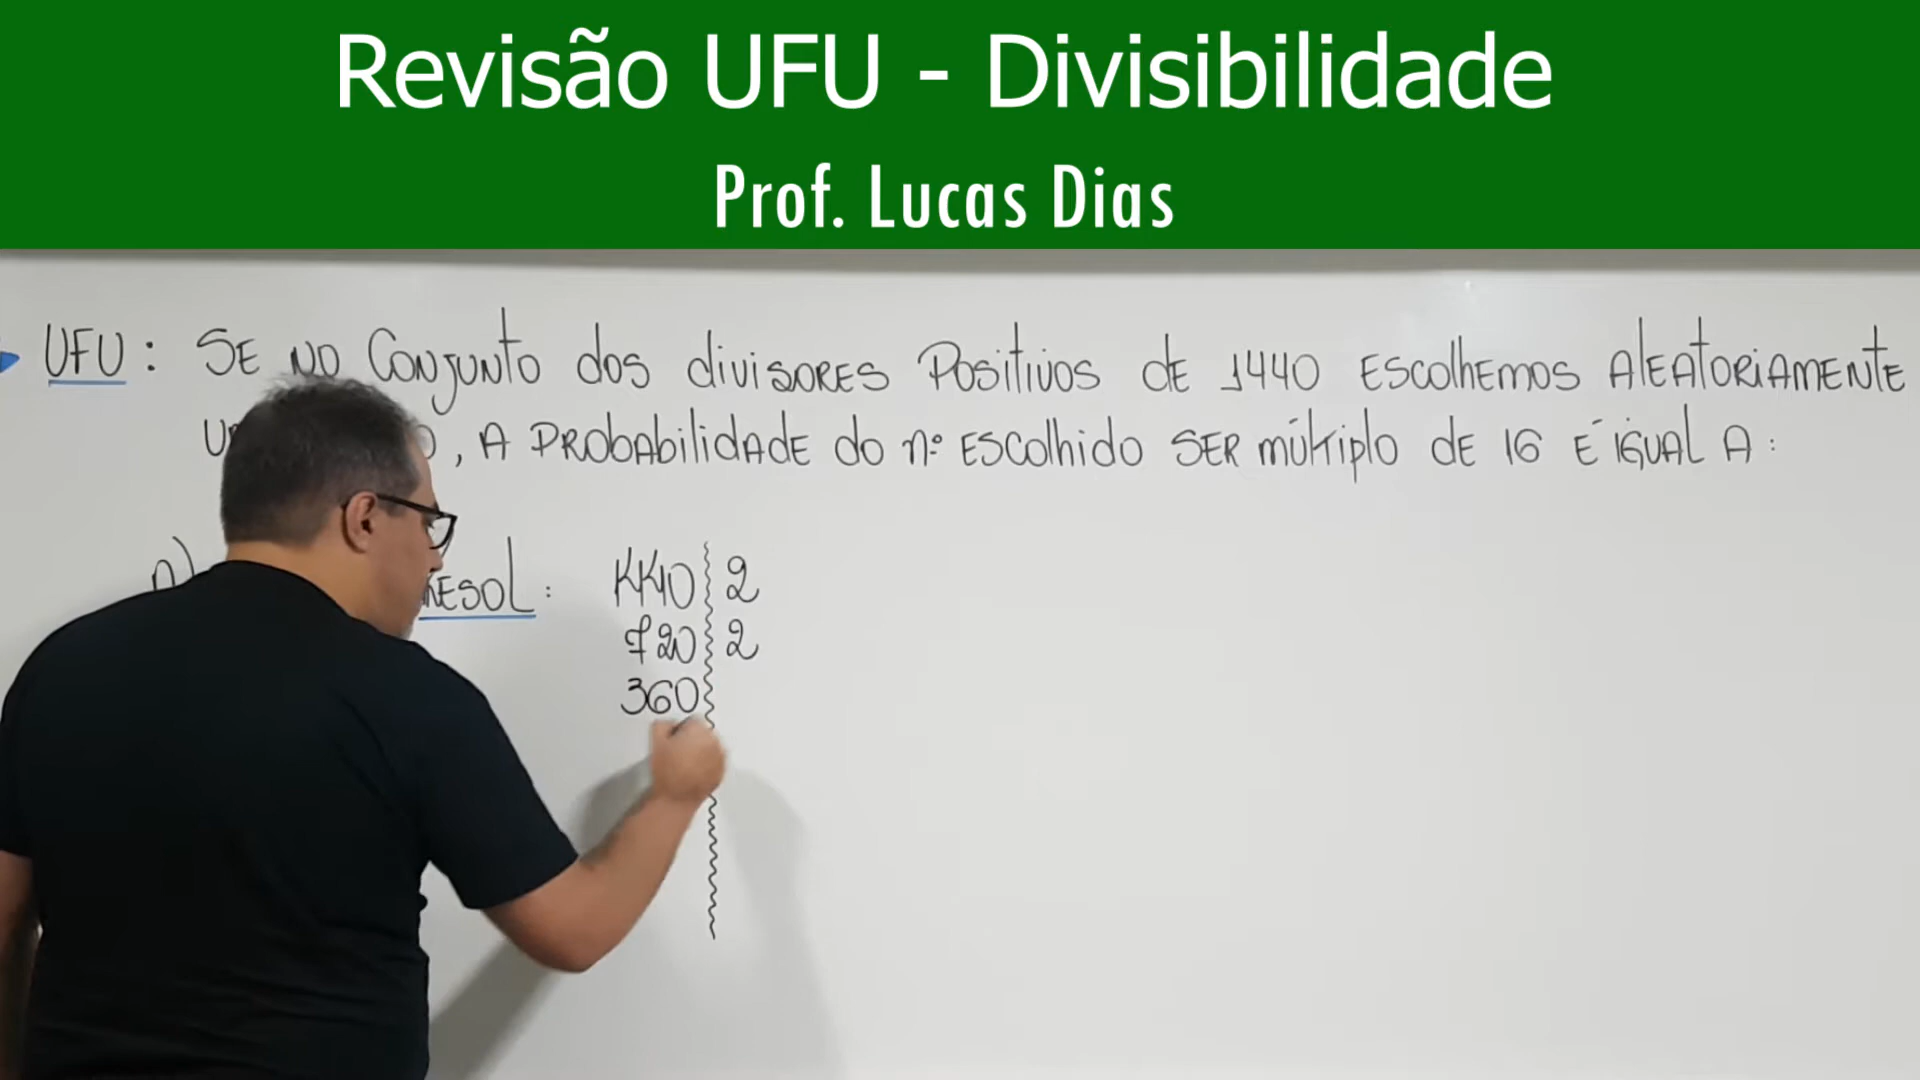 Revisão UFU - Divisibilidade
Prof. Lucas Dias
UFU: SE NO CONJUNTO dos divisORES Positivos dE 1440 EscolhEmos AlEAtoRiAmENtE
, A PRobAbilidAdE do nº EScolhido SER múltiplo dE 16 É iGUAL A:
RESOL: 1440 2
720 2
360